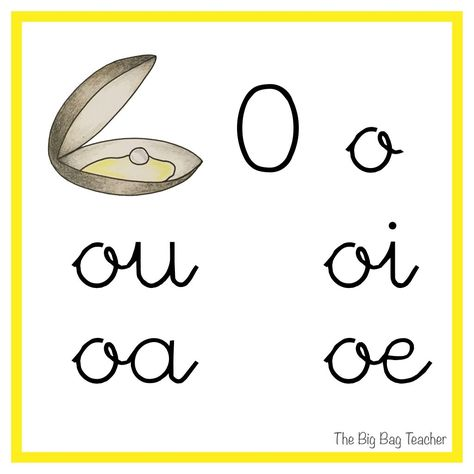 O o
ou oi
oa oe
The Big Bag Teacher